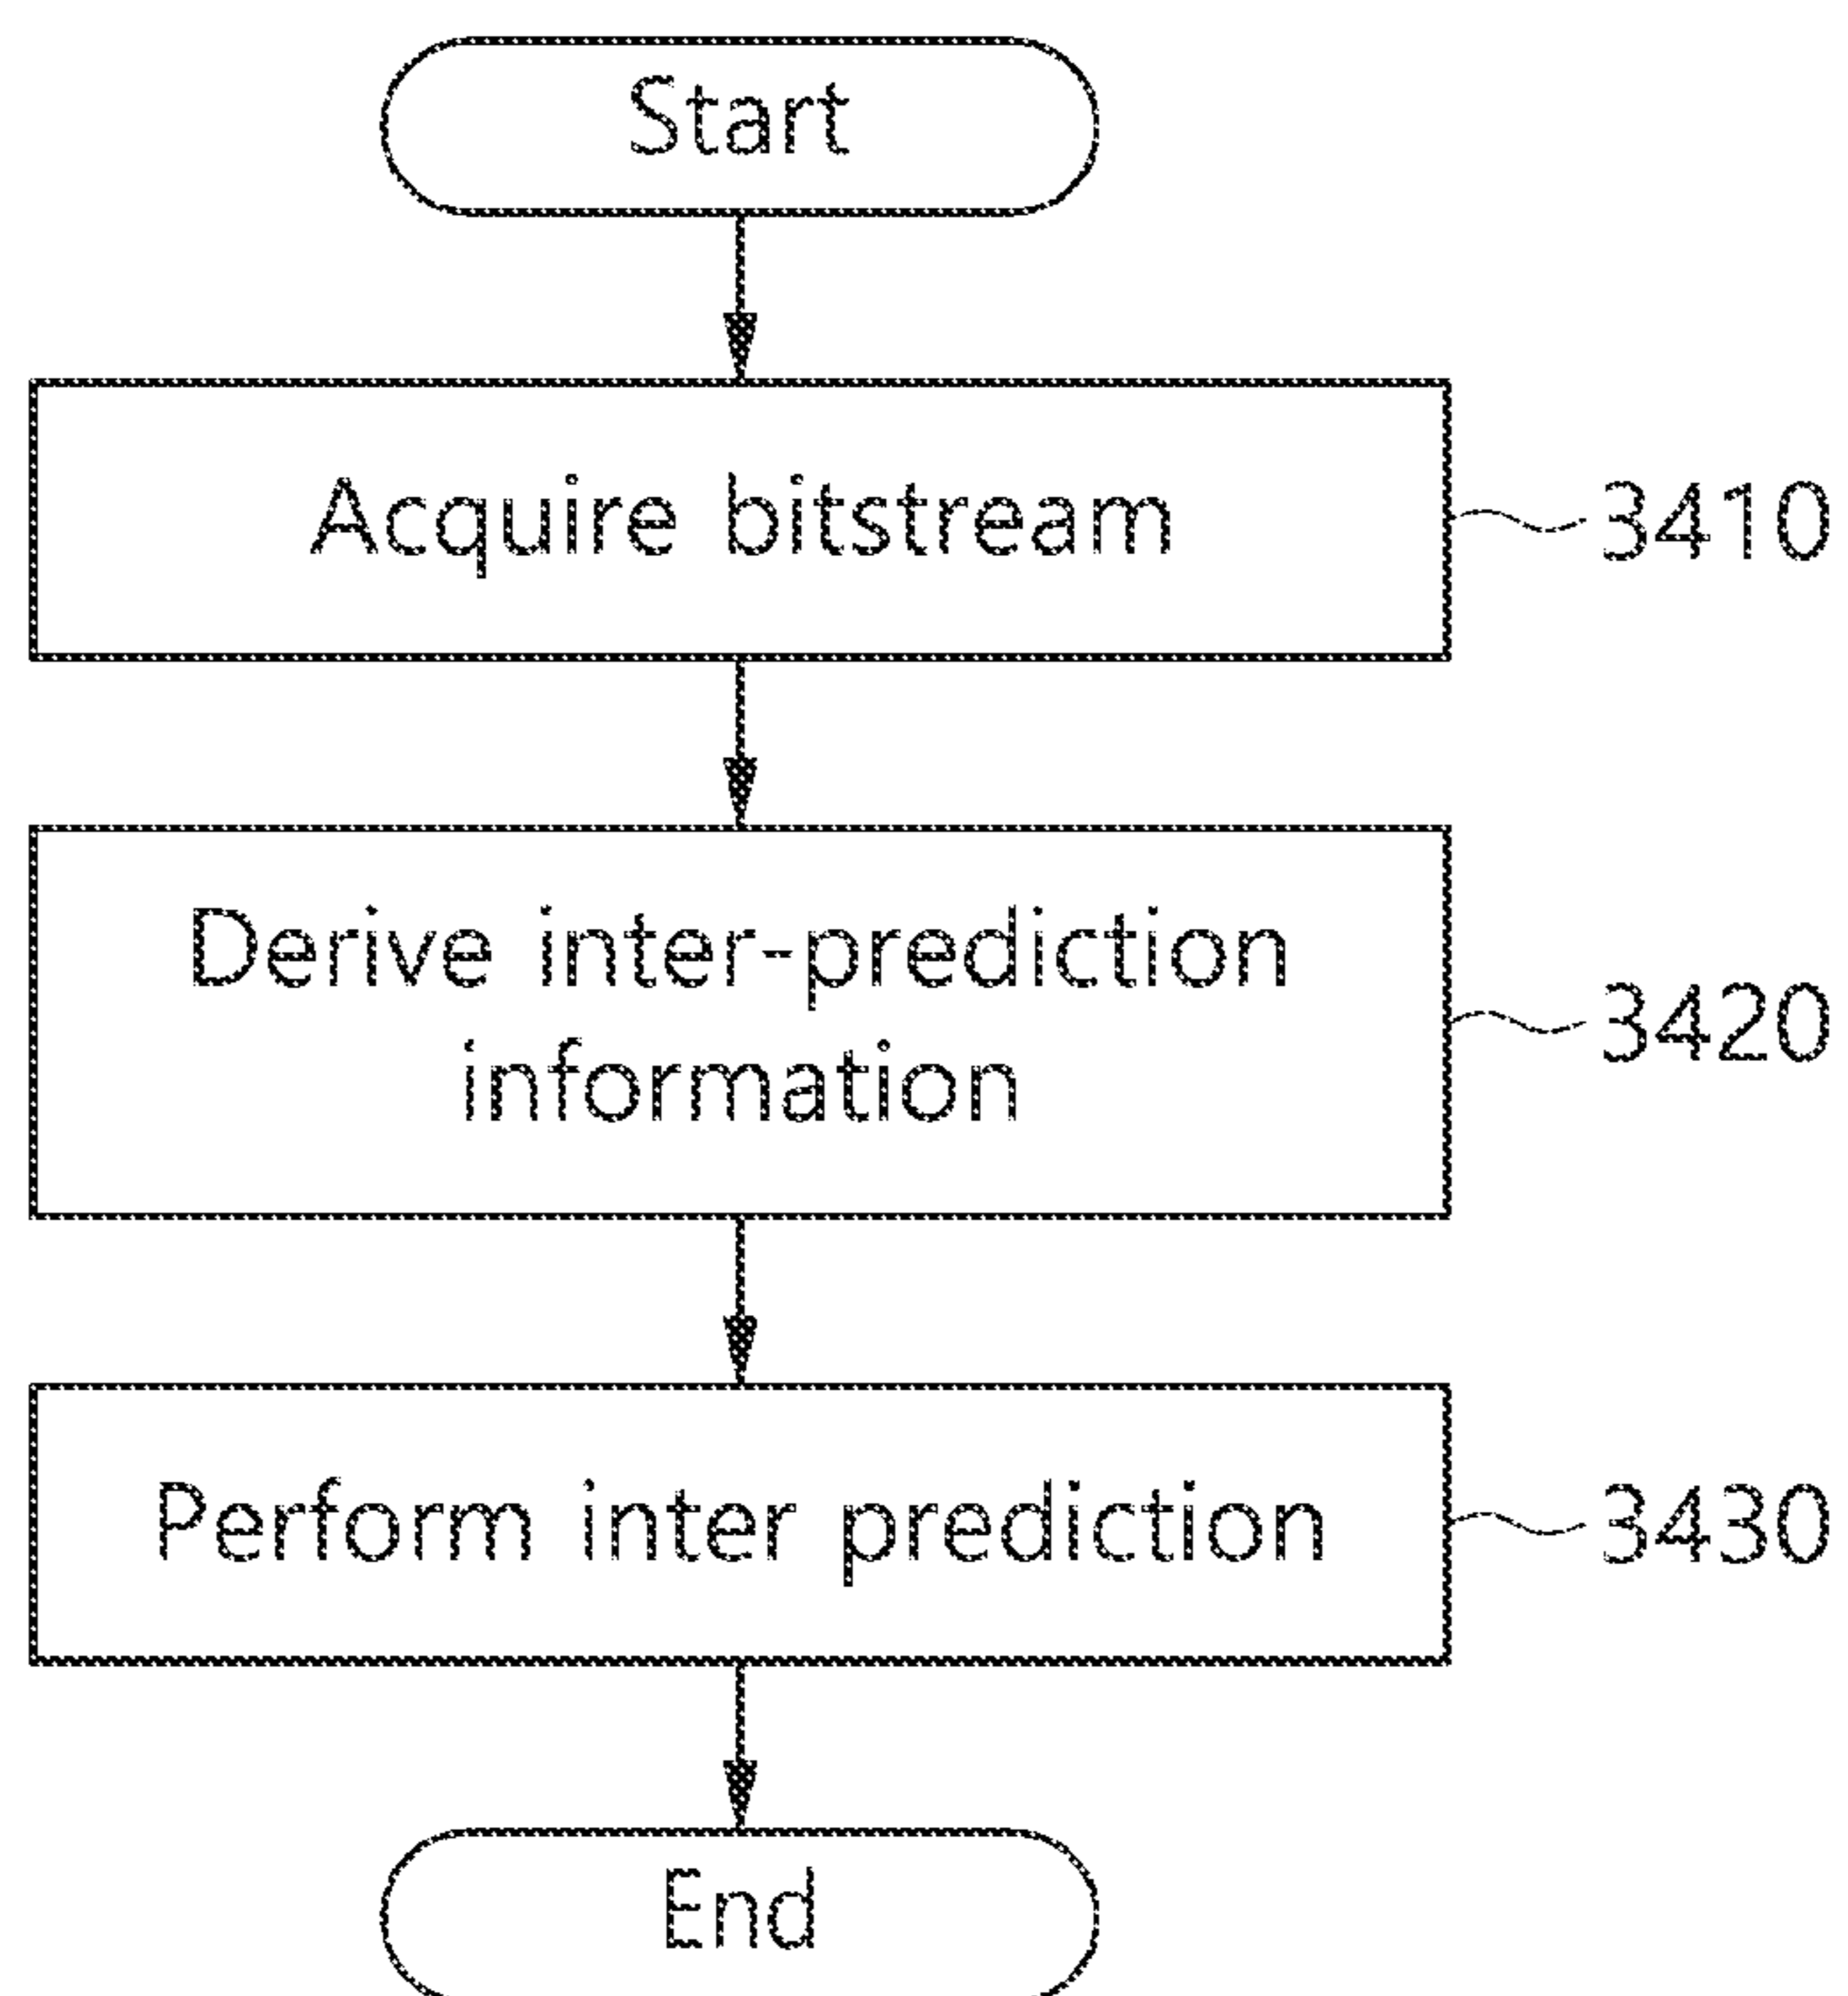 Start
Acquire bitstream
3410
Derive inter-prediction
information
3420
Perform inter prediction
3430
End